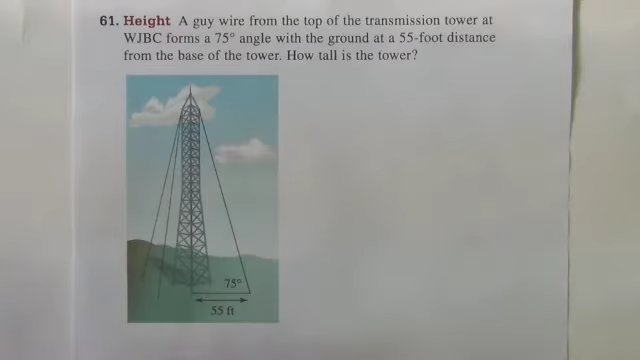 61. Height A guy wire from the top of the transmission tower at
WJBC forms a 75° angle with the ground at a 55-foot distance
from the base of the tower. How tall is the tower?
75°
55 ft